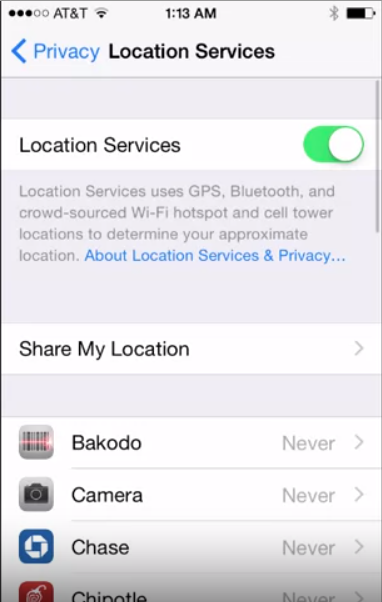 AT&T 1:13 AM
Privacy Location Services
Location Services
Location Services uses GPS, Bluetooth, and
crowd-sourced Wi-Fi hotspot and cell tower
locations to determine your approximate
location. About Location Services & Privacy...
Share My Location
Bakodo Never
Camera Never
Chase Never
Chipotle Never